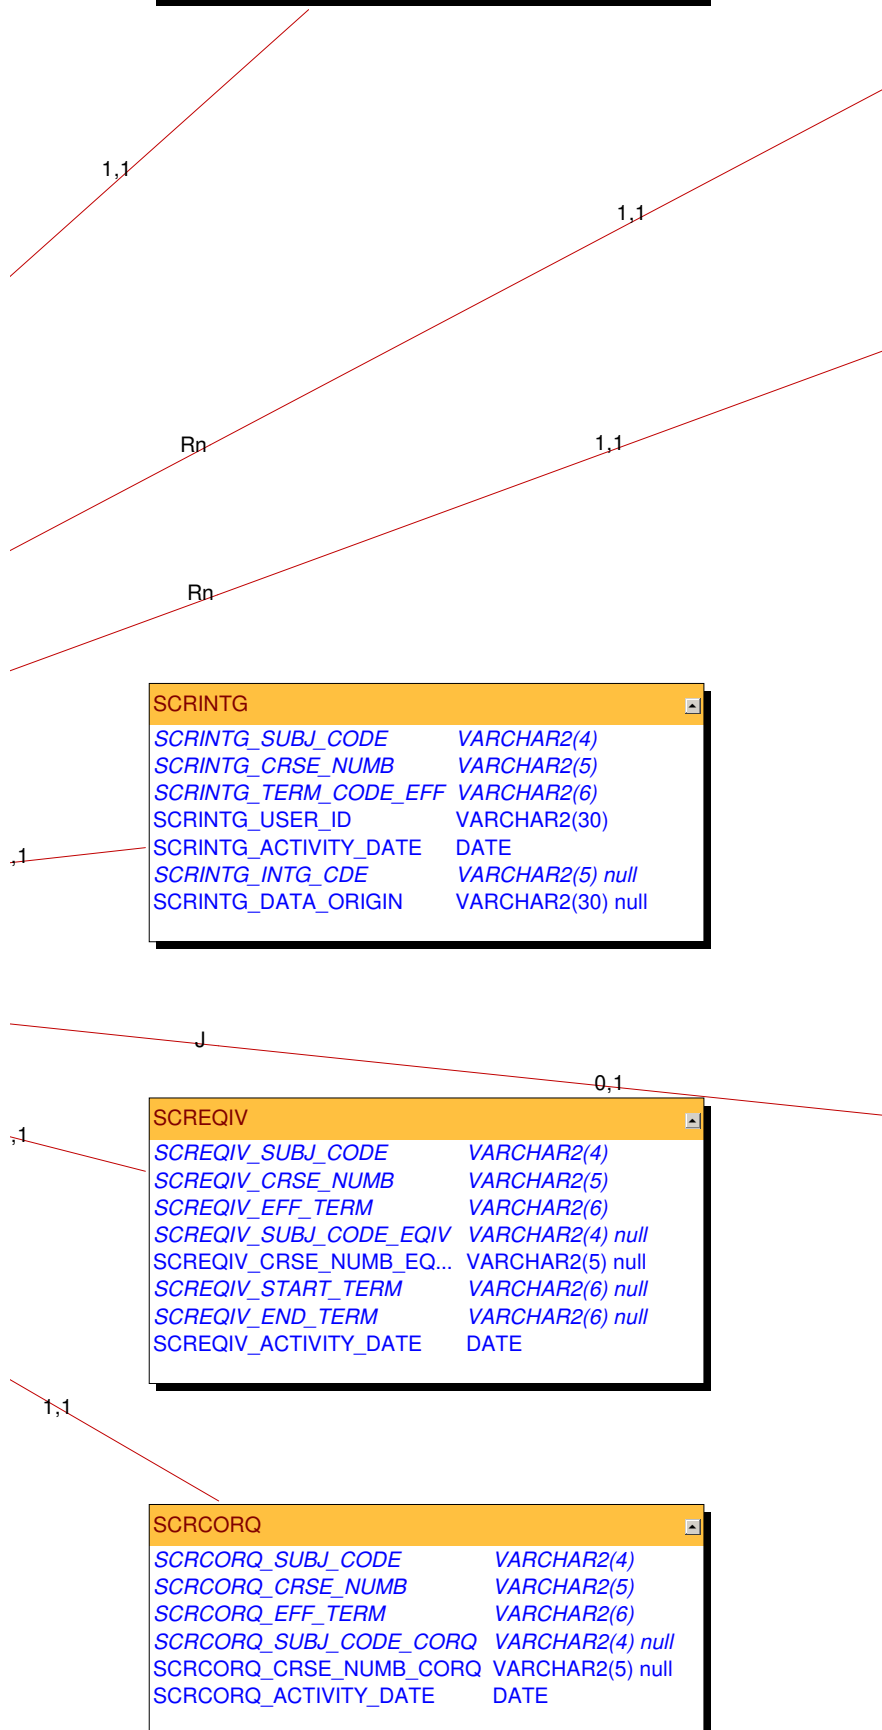 1,1
1,1
Rn
1,1
Rn
SCRINTG
SCRINTG_SUBJ_CODE VARCHAR2(4)
SCRINTG_CRSE_NUMB VARCHAR2(5)
SCRINTG_TERM_CODE_EFF VARCHAR2(6)
SCRINTG_USER_ID VARCHAR2(30)
SCRINTG_ACTIVITY_DATE DATE
,1
SCRINTG_INTG_CDE VARCHAR2(5) null
SCRINTG_DATA_ORIGIN VARCHAR2(30) null
J
0,1
SCREQIV
,1
SCREQIV_SUBJ_CODE VARCHAR2(4)
SCREQIV_CRSE_NUMB VARCHAR2(5)
SCREQIV_EFF_TERM VARCHAR2(6)
SCREQIV_SUBJ_CODE_EQIV VARCHAR2(4) null
SCREQIV_CRSE_NUMB_EQ... VARCHAR2(5) null
SCREQIV_START_TERM VARCHAR2(6) null
SCREQIV_END_TERM VARCHAR2(6) null
SCREQIV_ACTIVITY_DATE DATE
1,1
SCRCORQ
SCRCORQ_SUBJ_CODE VARCHAR2(4)
SCRCORQ_CRSE_NUMB VARCHAR2(5)
SCRCORQ_EFF_TERM VARCHAR2(6)
SCRCORQ_SUBJ_CODE_CORQ VARCHAR2(4) null
SCRCORQ_CRSE_NUMB_CORQ VARCHAR2(5) null
SCRCORQ_ACTIVITY_DATE DATE